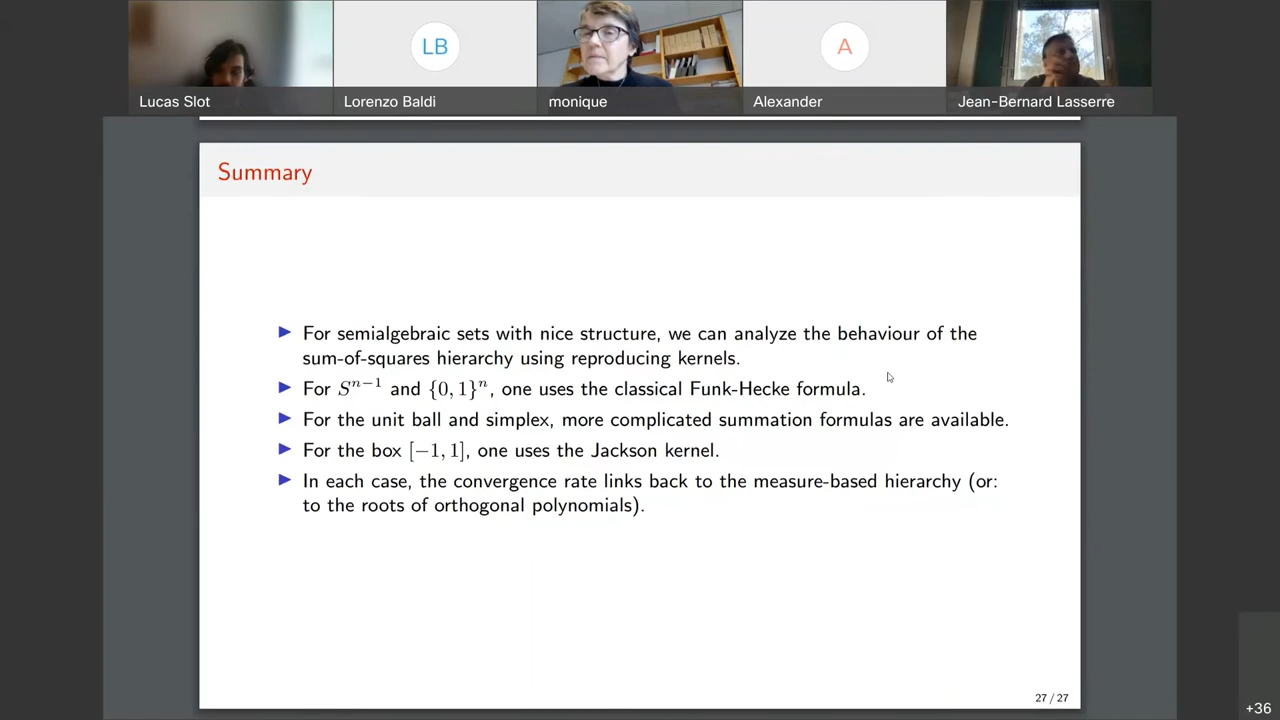 LB
A
Lucas Slot
Lorenzo Baldi
monique
Alexander
Jean-Bernard Lasserre
Summary
▶ For semialgebraic sets with nice structure, we can analyze the behaviour of the
sum-of-squares hierarchy using reproducing kernels.
▶ For $S^{n-1}$ and $\{0, 1\}^n$, one uses the classical Funk-Hecke formula.
▶ For the unit ball and simplex, more complicated summation formulas are available.
▶ For the box [−1, 1], one uses the Jackson kernel.
▶ In each case, the convergence rate links back to the measure-based hierarchy (or:
to the roots of orthogonal polynomials).
27 / 27
+36